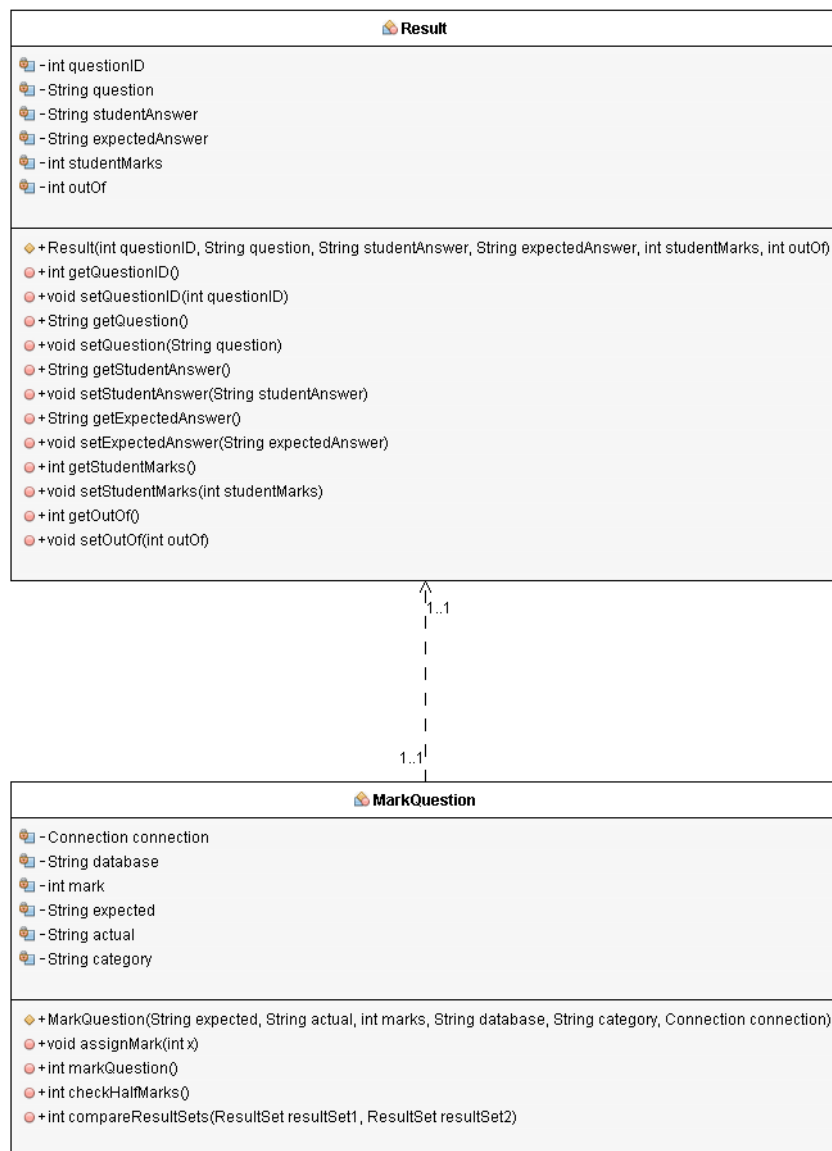 Result
-int questionID
-String question
-String studentAnswer
-String expectedAnswer
-int studentMarks
-int outOf
+Result(int questionID, String question, String studentAnswer, String expectedAnswer, int studentMarks, int outOf)
+int getQuestionID()
+void setQuestionID(int questionID)
+String getQuestion()
+void setQuestion(String question)
+String getStudentAnswer()
+void setStudentAnswer(String studentAnswer)
+String getExpectedAnswer()
+void setExpectedAnswer(String expectedAnswer)
+int getStudentMarks()
+void setStudentMarks(int studentMarks)
+int getOutOf()
+void setOutOf(int outOf)
1..1
1..1
MarkQuestion
-Connection connection
-String database
-int mark
-String expected
-String actual
-String category
+MarkQuestion(String expected, String actual, int marks, String database, String category, Connection connection)
+void assignMark(int x)
+int markQuestion()
+int checkHalfMarks()
+int compareResultSets(ResultSet resultSet1, ResultSet resultSet2)